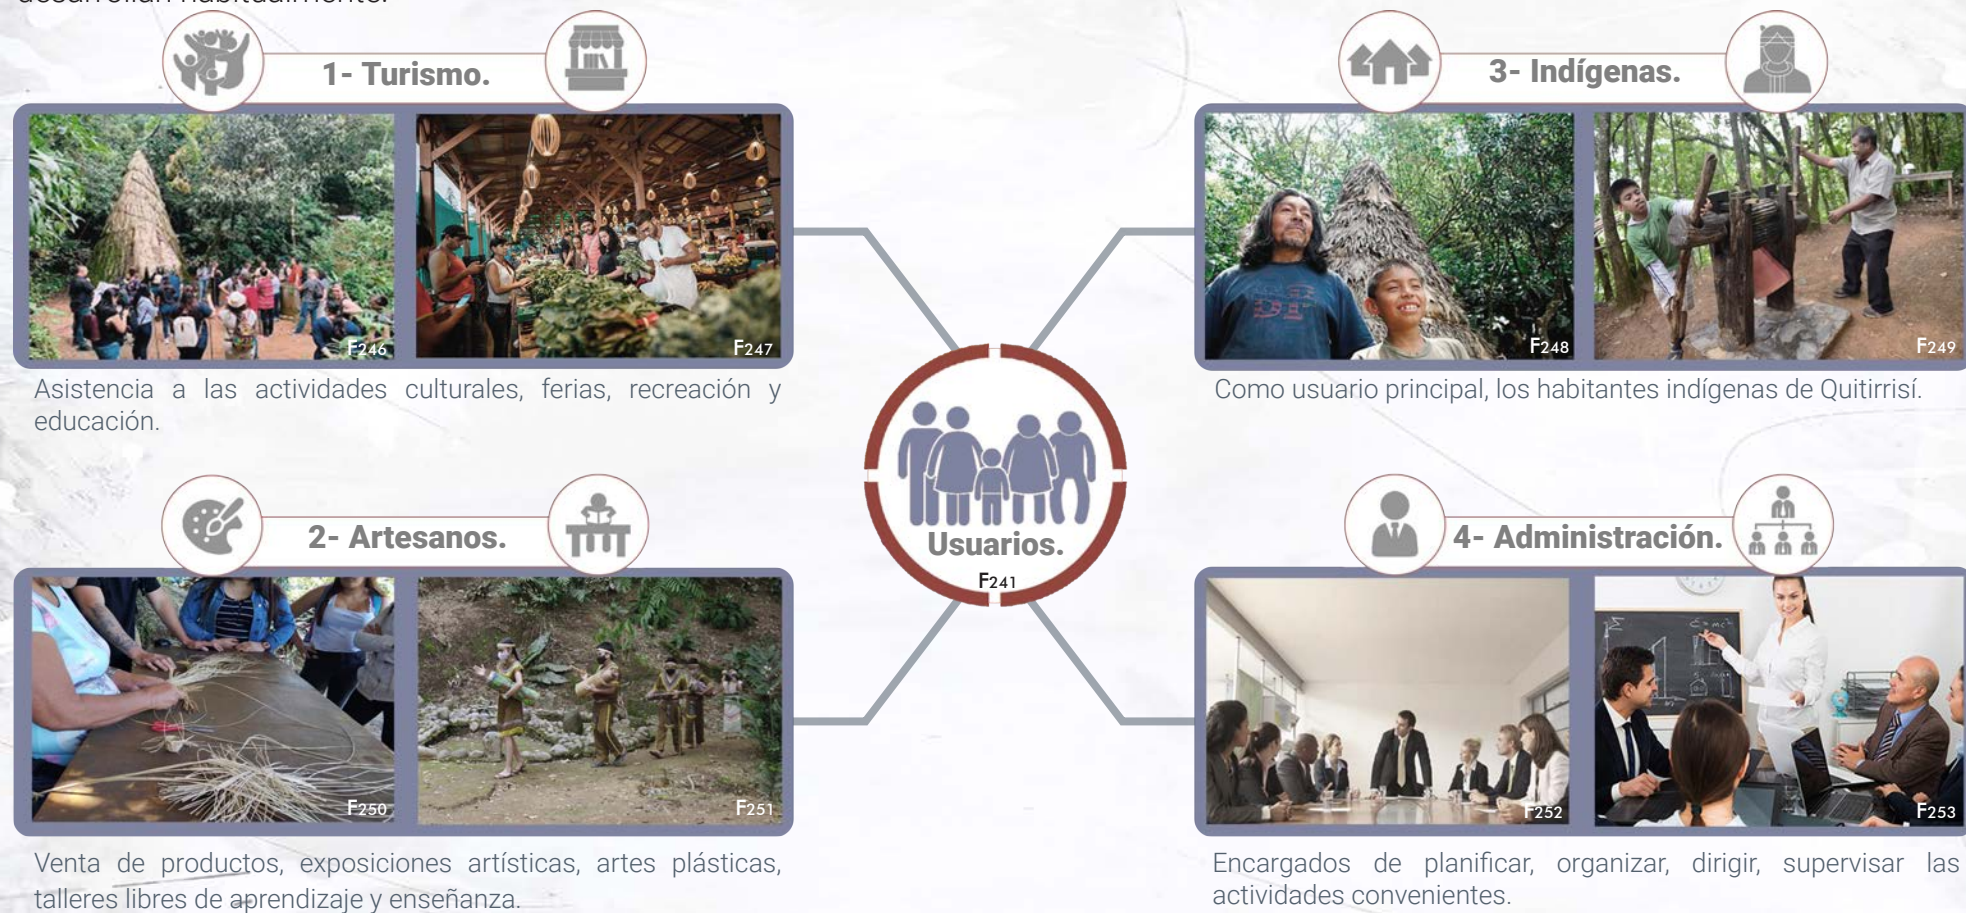 desarrollan habitualmente.
1- Turismo.
F246
F247
Asistencia a las actividades culturales, ferias, recreación y
educación.
2- Artesanos.
F250
F251
Venta de productos, exposiciones artísticas, artes plásticas,
talleres libres de aprendizaje y enseñanza.
Usuarios.
F241
3- Indígenas.
F248
F249
Como usuario principal, los habitantes indígenas de Quitirrisí.
4- Administración.
F252
F253
Encargados de planificar, organizar, dirigir, supervisar las
actividades convenientes.